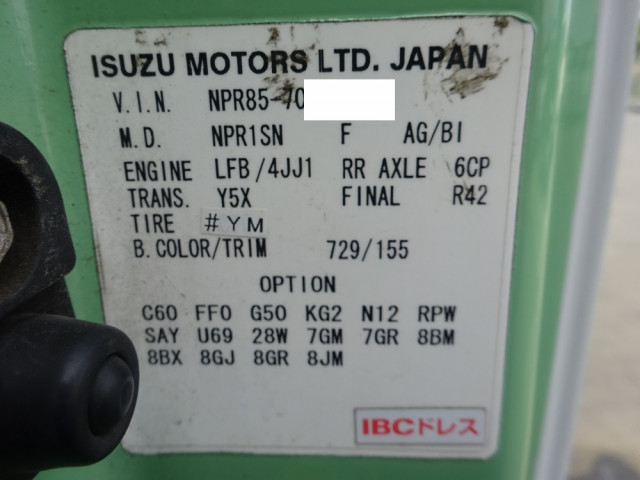 ISUZU MOTORS LTD. JAPAN
V.I.N. NPR85-70
M.D. NPR1SN F AG/BI
ENGINE LFB/4JJ1 RR AXLE 6CP
TRANS. Y5X FINAL R42
TIRE #YM
B.COLOR/TRIM 729/155
OPTION
C60 FF0 G50 KG2 N12 RPW
SAY U69 28W 7GM 7GR 8BM
8BX 8GJ 8GR 8JM
IBCドレス